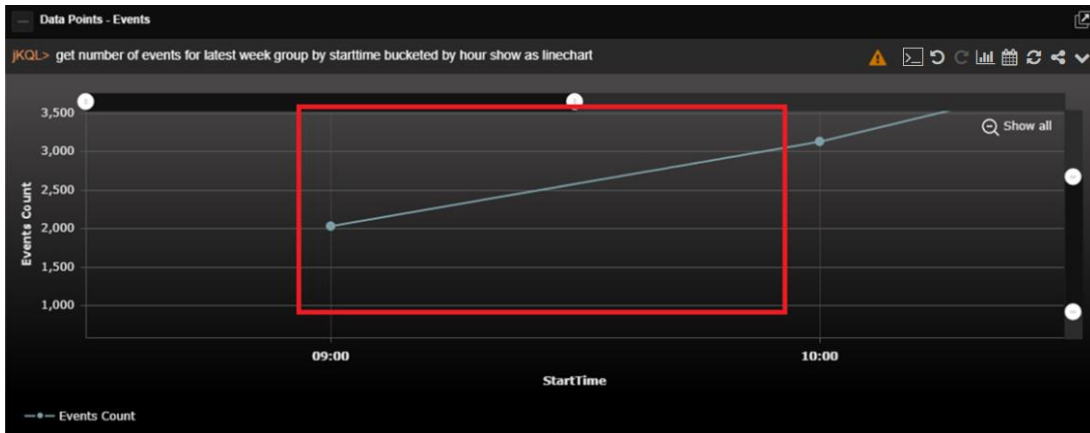 Data Points - Events
jKQL> get number of events for latest week group by starttime bucketed by hour show as linechart
Show all
3,500
3,000
2,500
2,000
1,500
1,000
Events Count
09:00
10:00
StartTime
Events Count